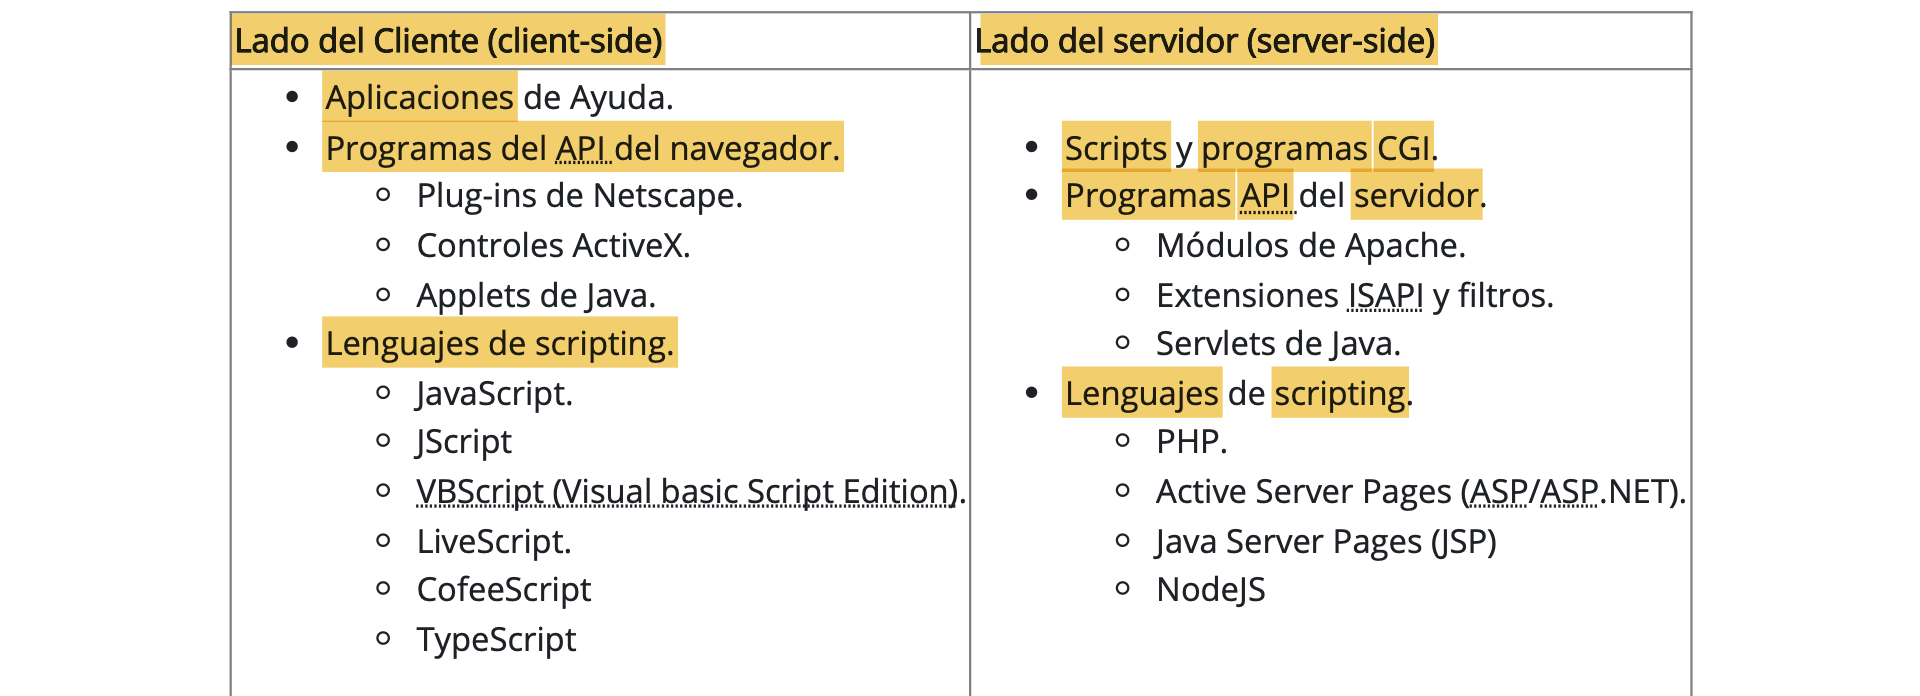 Lado del Cliente (client-side)
Aplicaciones de Ayuda.
Programas del API del navegador.
Plug-ins de Netscape.
Controles ActiveX.
Applets de Java.
Lenguajes de scripting.
JavaScript.
JScript
VBScript (Visual basic Script Edition).
LiveScript.
CofeeScript
TypeScript
Lado del servidor (server-side)
Scripts y programas CGI.
Programas API del servidor.
Módulos de Apache.
Extensiones ISAPI y filtros.
Servlets de Java.
Lenguajes de scripting.
PHP.
Active Server Pages (ASP/ASP.NET).
Java Server Pages (JSP)
NodeJS